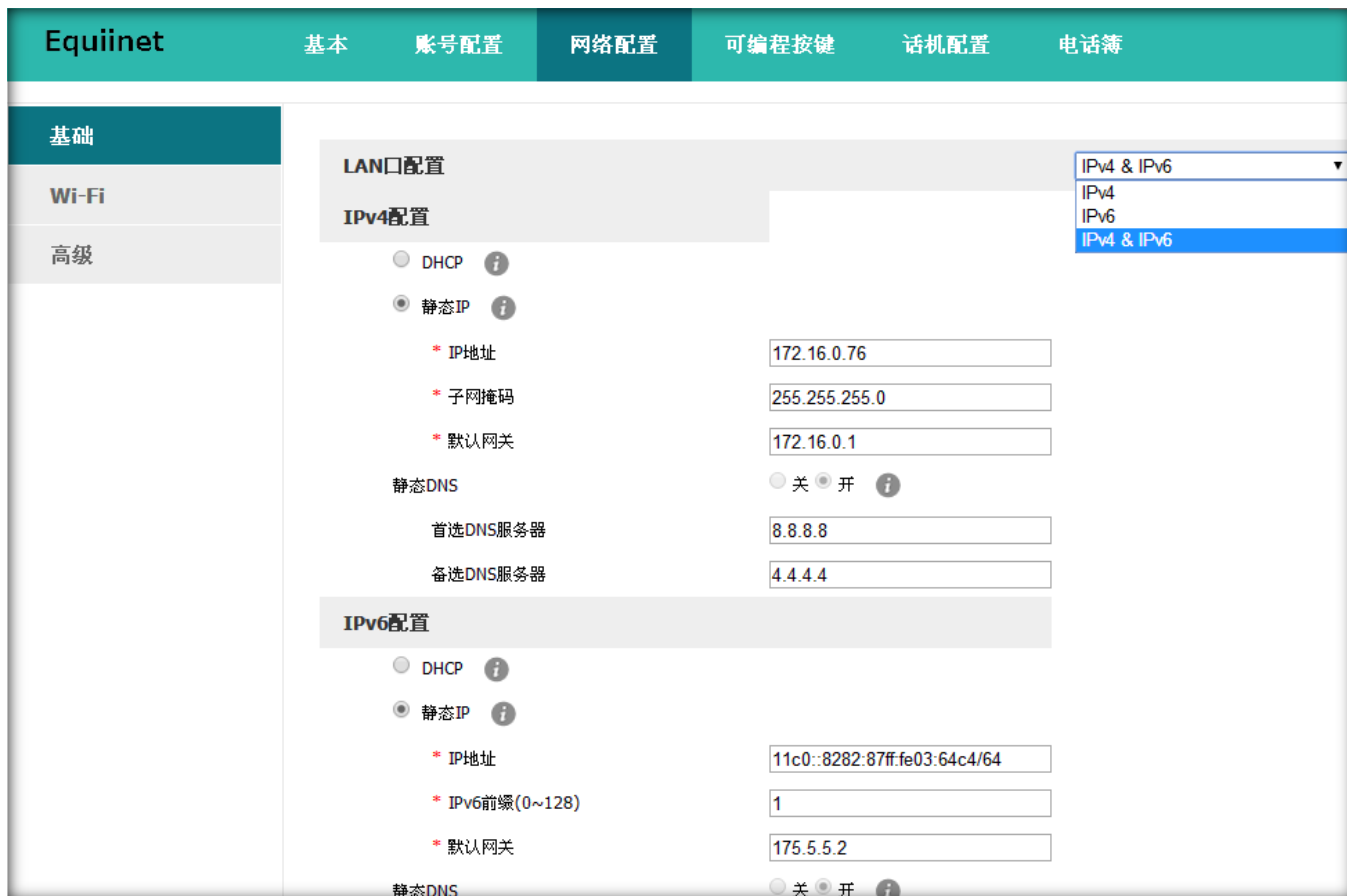 Equiinet
基本 账号配置 网络配置 可编程按键 话机配置 电话簿
基础
Wi-Fi
高级
LAN口配置 IPv4 & IPv6
IPv4
IPv6
IPv4 & IPv6
IPv4配置
DHCP
静态IP
* IP地址 172.16.0.76
* 子网掩码 255.255.255.0
* 默认网关 172.16.0.1
静态DNS 关 开
首选DNS服务器 8.8.8.8
备选DNS服务器 4.4.4.4
IPv6配置
DHCP
静态IP
* IP地址 11c0::8282:87ff:fe03:64c4/64
* IPv6前缀(0~128) 1
* 默认网关 175.5.5.2
静态DNS 关 开